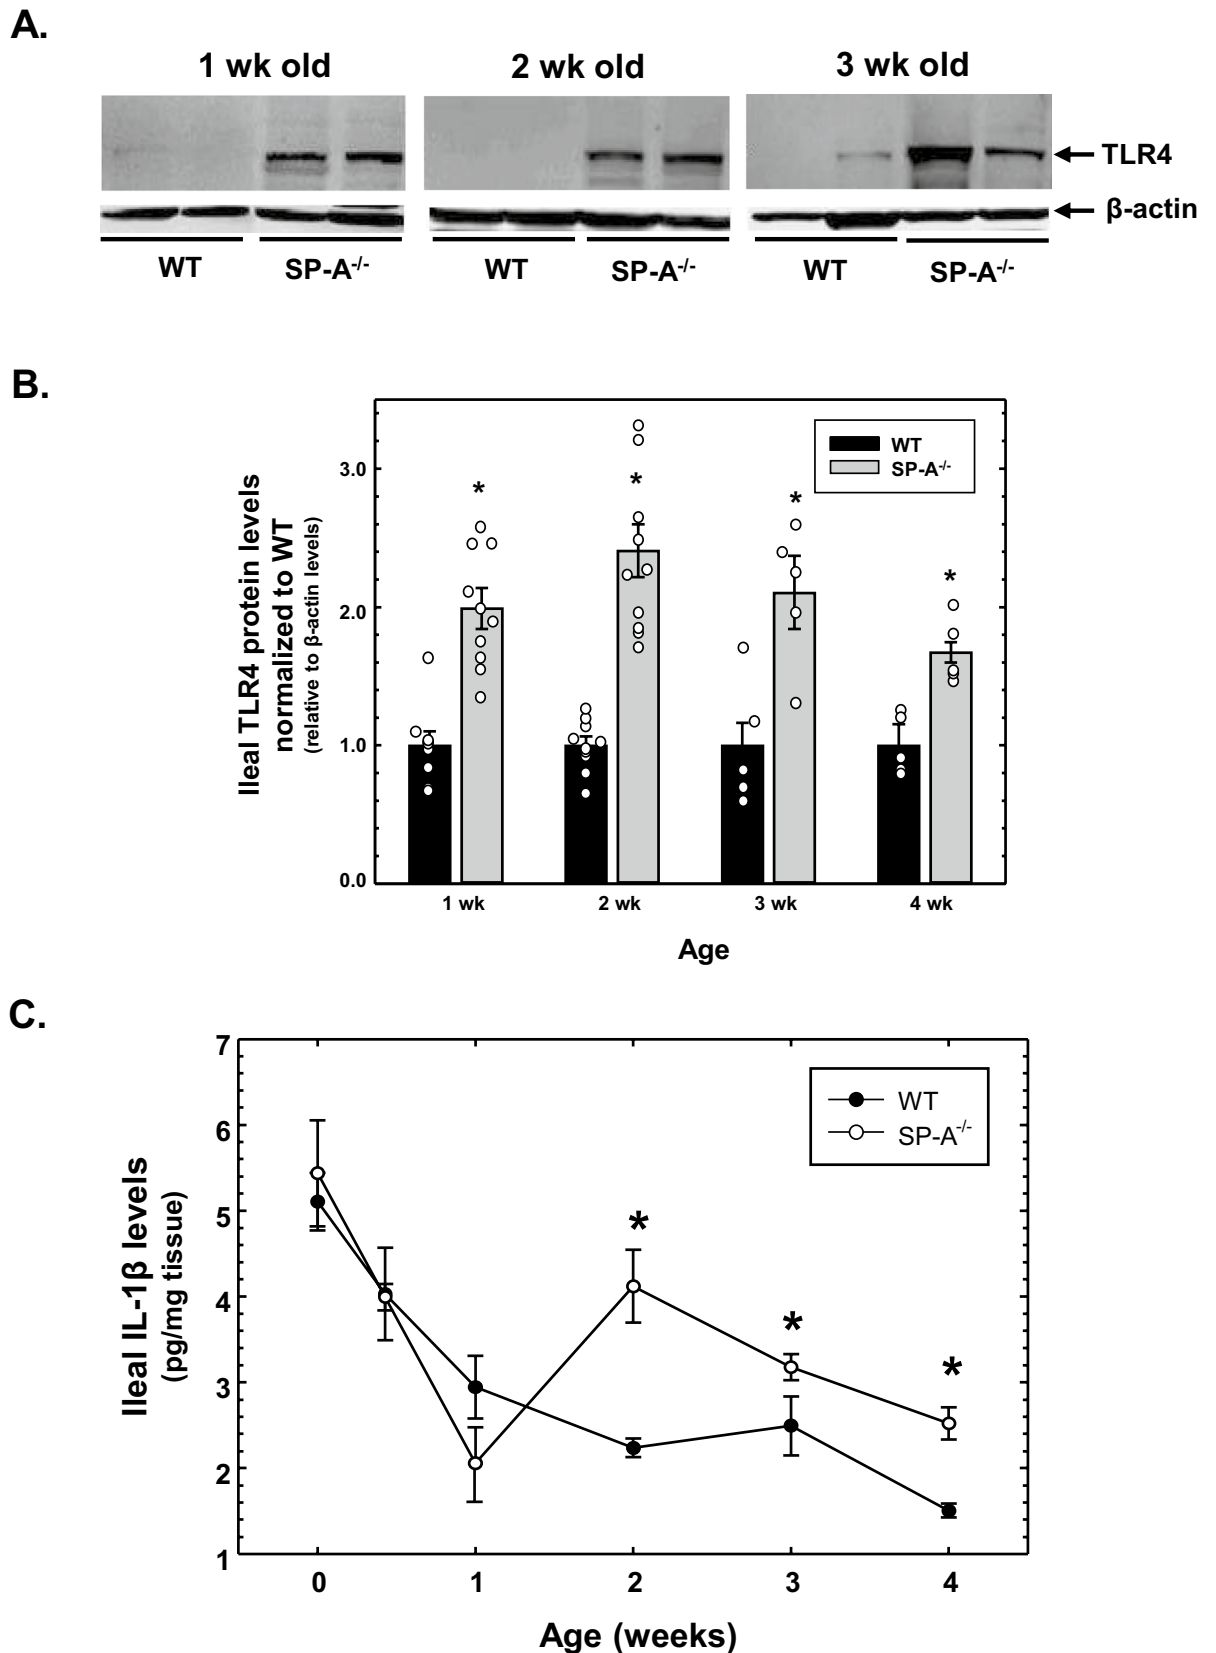 A.
1 wk old 2 wk old 3 wk old
TLR4
β-actin
WT SP-A-/- WT SP-A-/- WT SP-A-/-
B.
Ileal TLR4 protein levels
normalized to WT
(relative to β-actin levels)
WT
SP-A-/-
3.0
2.0
1.0
0.0
* * * *
1 wk 2 wk 3 wk 4 wk
Age
C.
Ileal IL-1β levels
(pg/mg tissue)
WT
SP-A-/-
7
6
5
4
3
2
1
* * *
0 1 2 3 4
Age (weeks)